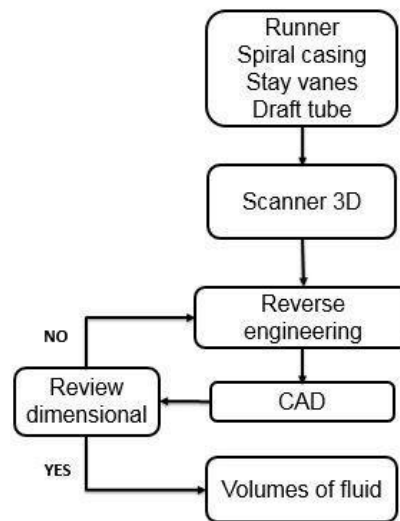 Runner
Spiral casing
Stay vanes
Draft tube
Scanner 3D
Reverse
engineering
NO
Review
dimensional
CAD
YES
Volumes of fluid